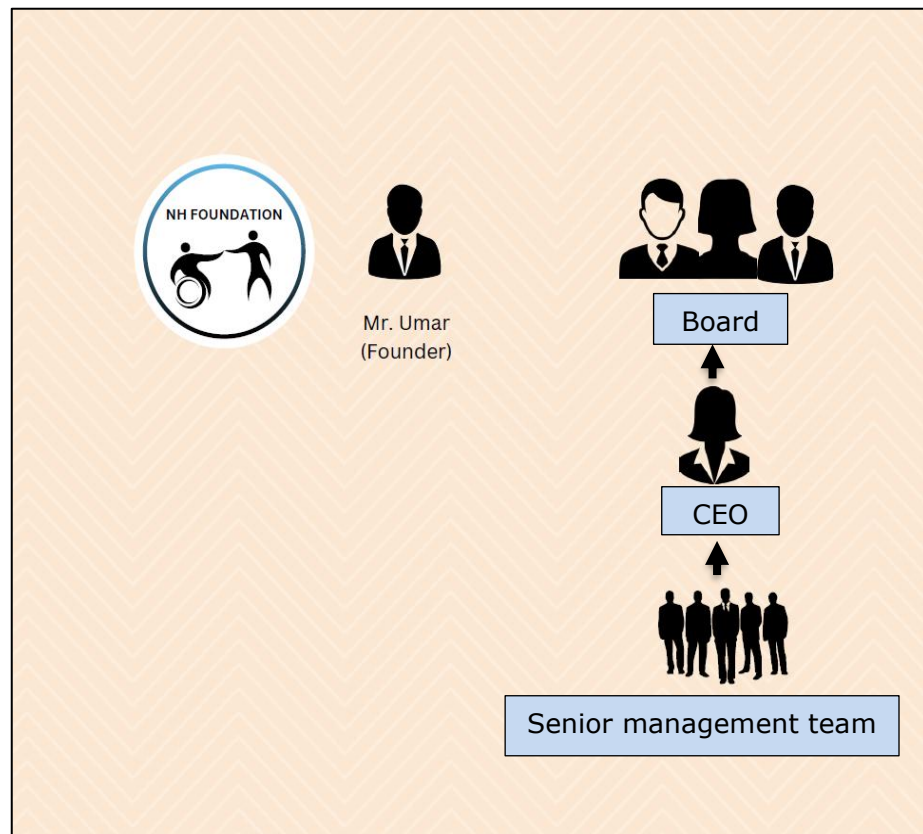 NH FOUNDATION
Mr. Umar
(Founder)
Board
CEO
Senior management team